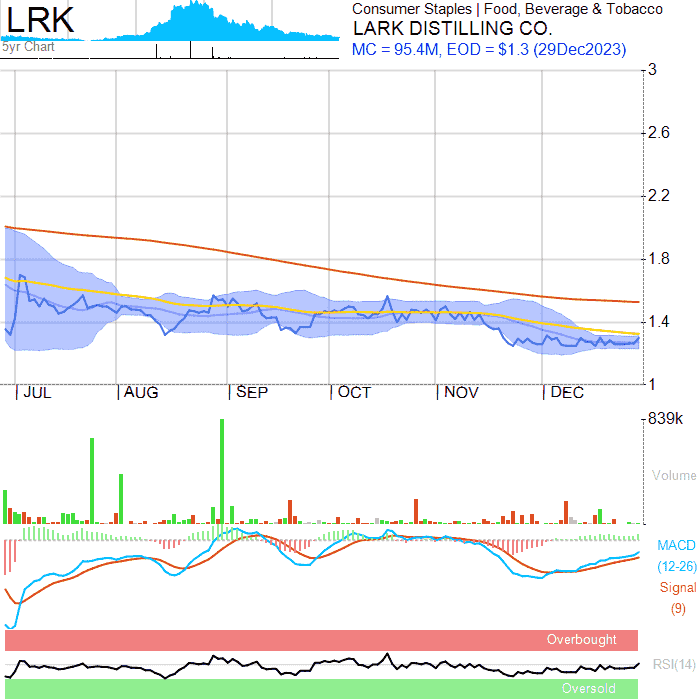 LRK
Consumer Staples | Food, Beverage & Tobacco
LARK DISTILLING CO.
MC = 95.4M, EOD = $1.3 (29Dec2023)
5yr Chart
3
2.6
2.2
1.8
1.4
1
JUL AUG SEP OCT NOV DEC
839k
Volume
MACD
(12-26)
Signal
(9)
Overbought
RSI(14)
Oversold